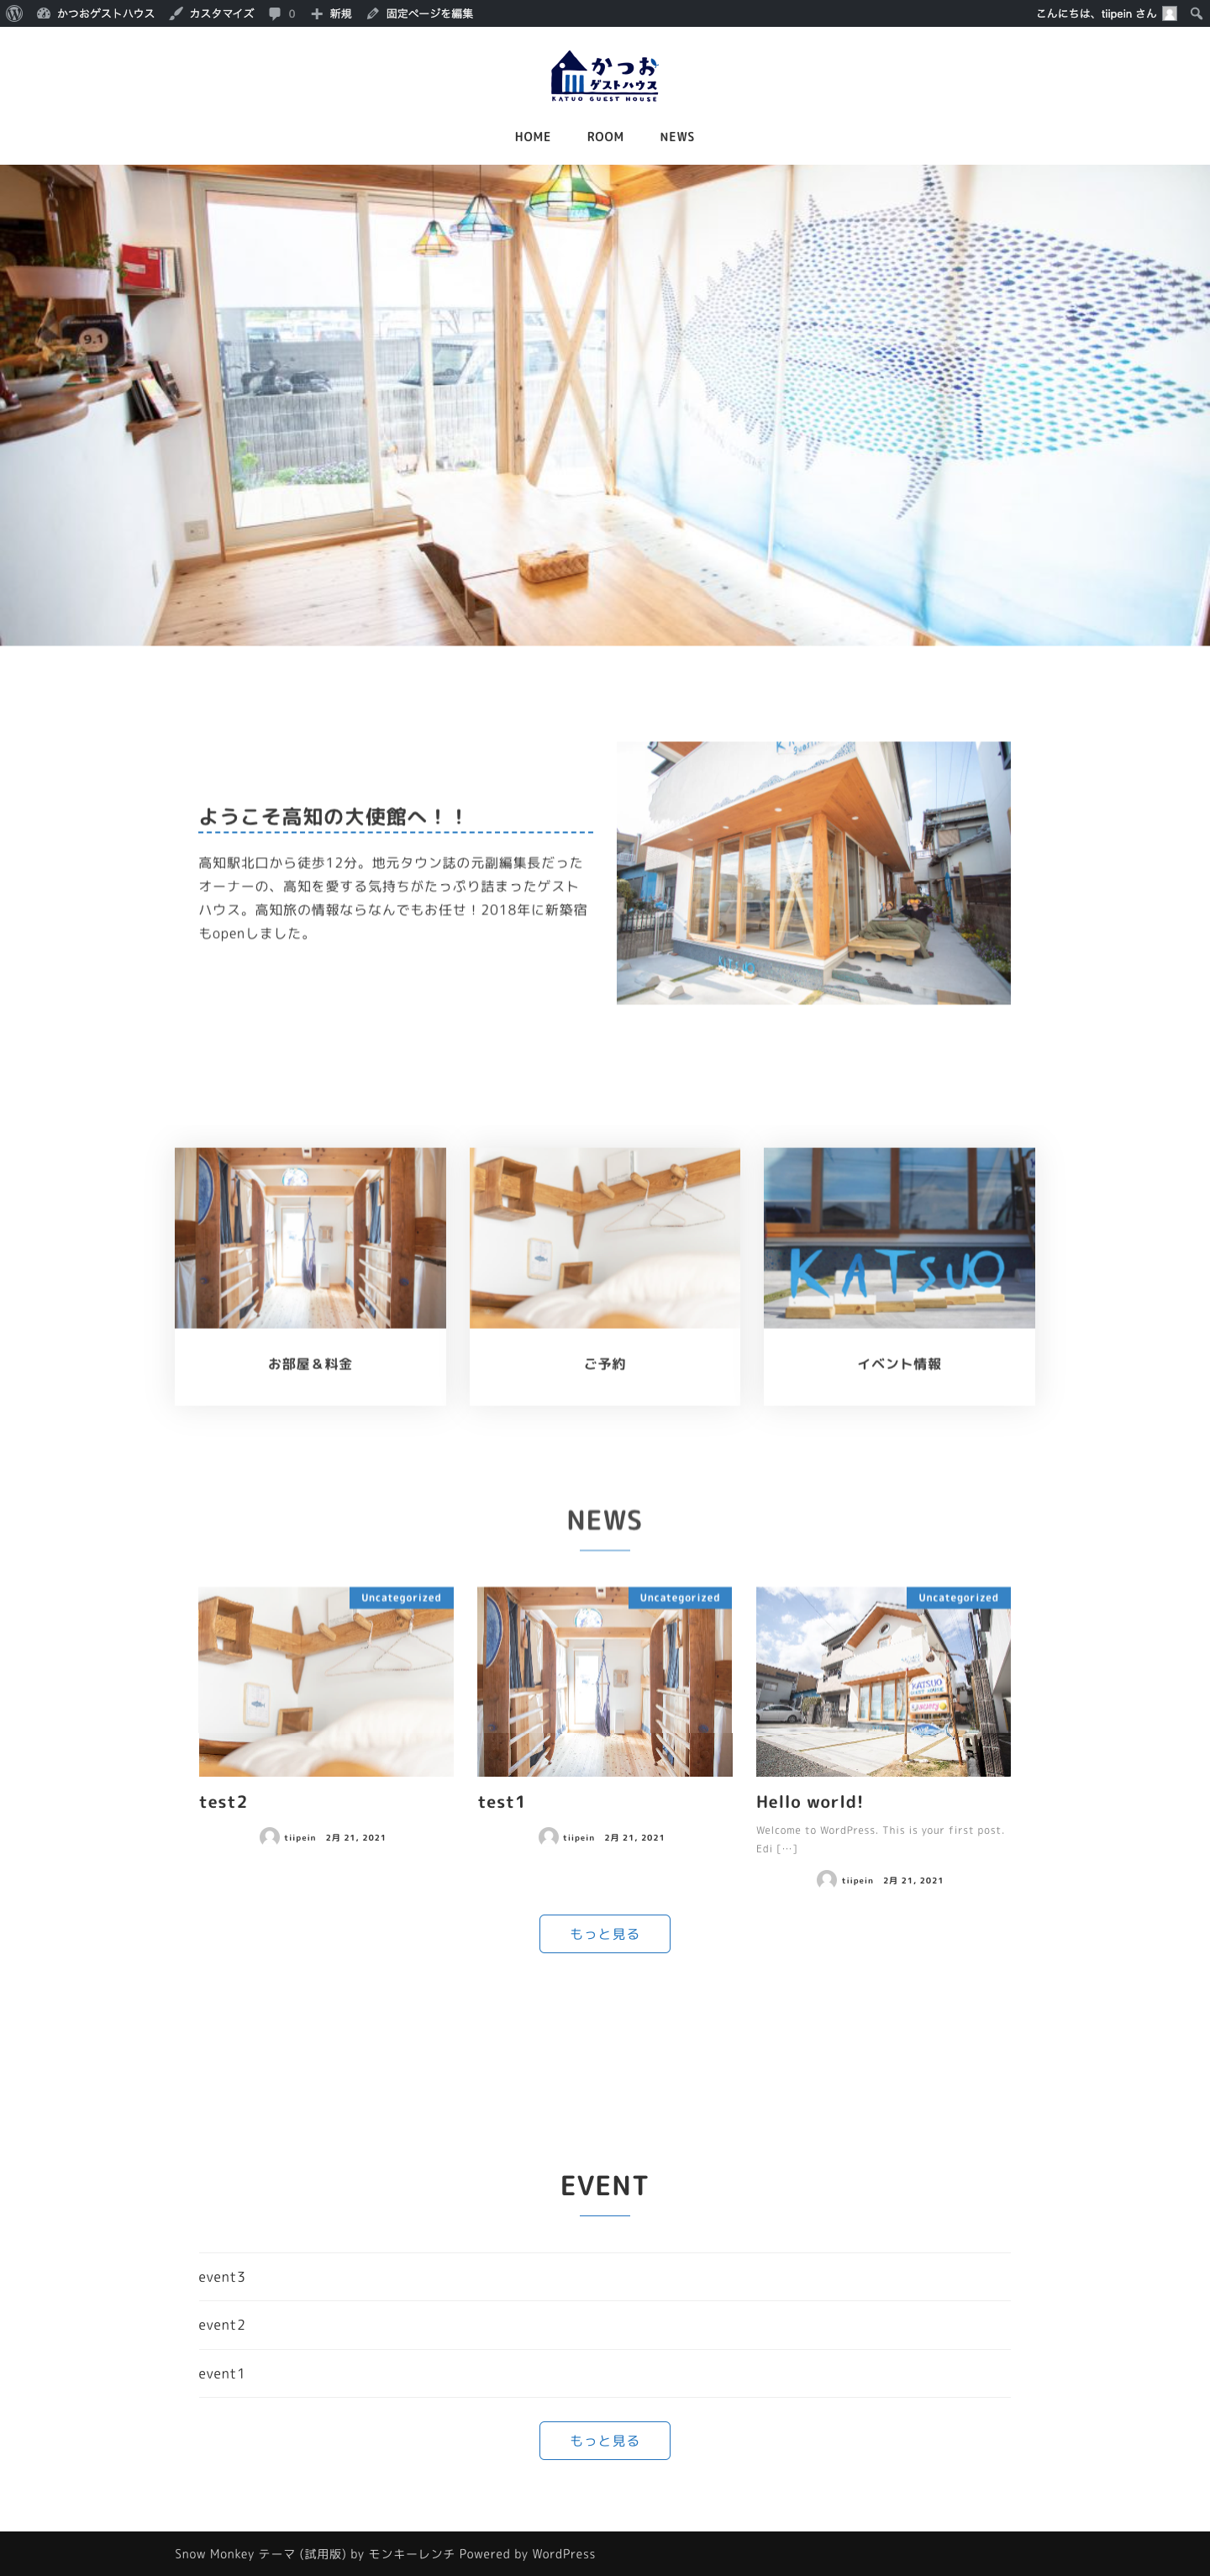 かつおゲストハウス カスタマイズ 0 新規 固定ページを編集 こんにちは、tiipein さん
かつお
ゲストハウス
KATUO GUEST HOUSE
HOME ROOM NEWS
9.1
ようこそ高知の大使館へ！！
高知駅北口から徒歩12分。地元タウン誌の元副編集長だった
オーナーの、高知を愛する気持ちがたっぷり詰まったゲスト
ハウス。高知旅の情報ならなんでもお任せ！2018年に新築宿
もopenしました。
KATSUO
お部屋＆料金 ご予約 イベント情報
NEWS
Uncategorized Uncategorized Uncategorized
KATSUO
test2 test1 Hello world!
Welcome to WordPress. This is your first post.
Edi […]
tiipein 2月 21, 2021 tiipein 2月 21, 2021
tiipein 2月 21, 2021
もっと見る
EVENT
event3
event2
event1
もっと見る
Snow Monkey テーマ (試用版) by モンキーレンチ Powered by WordPress